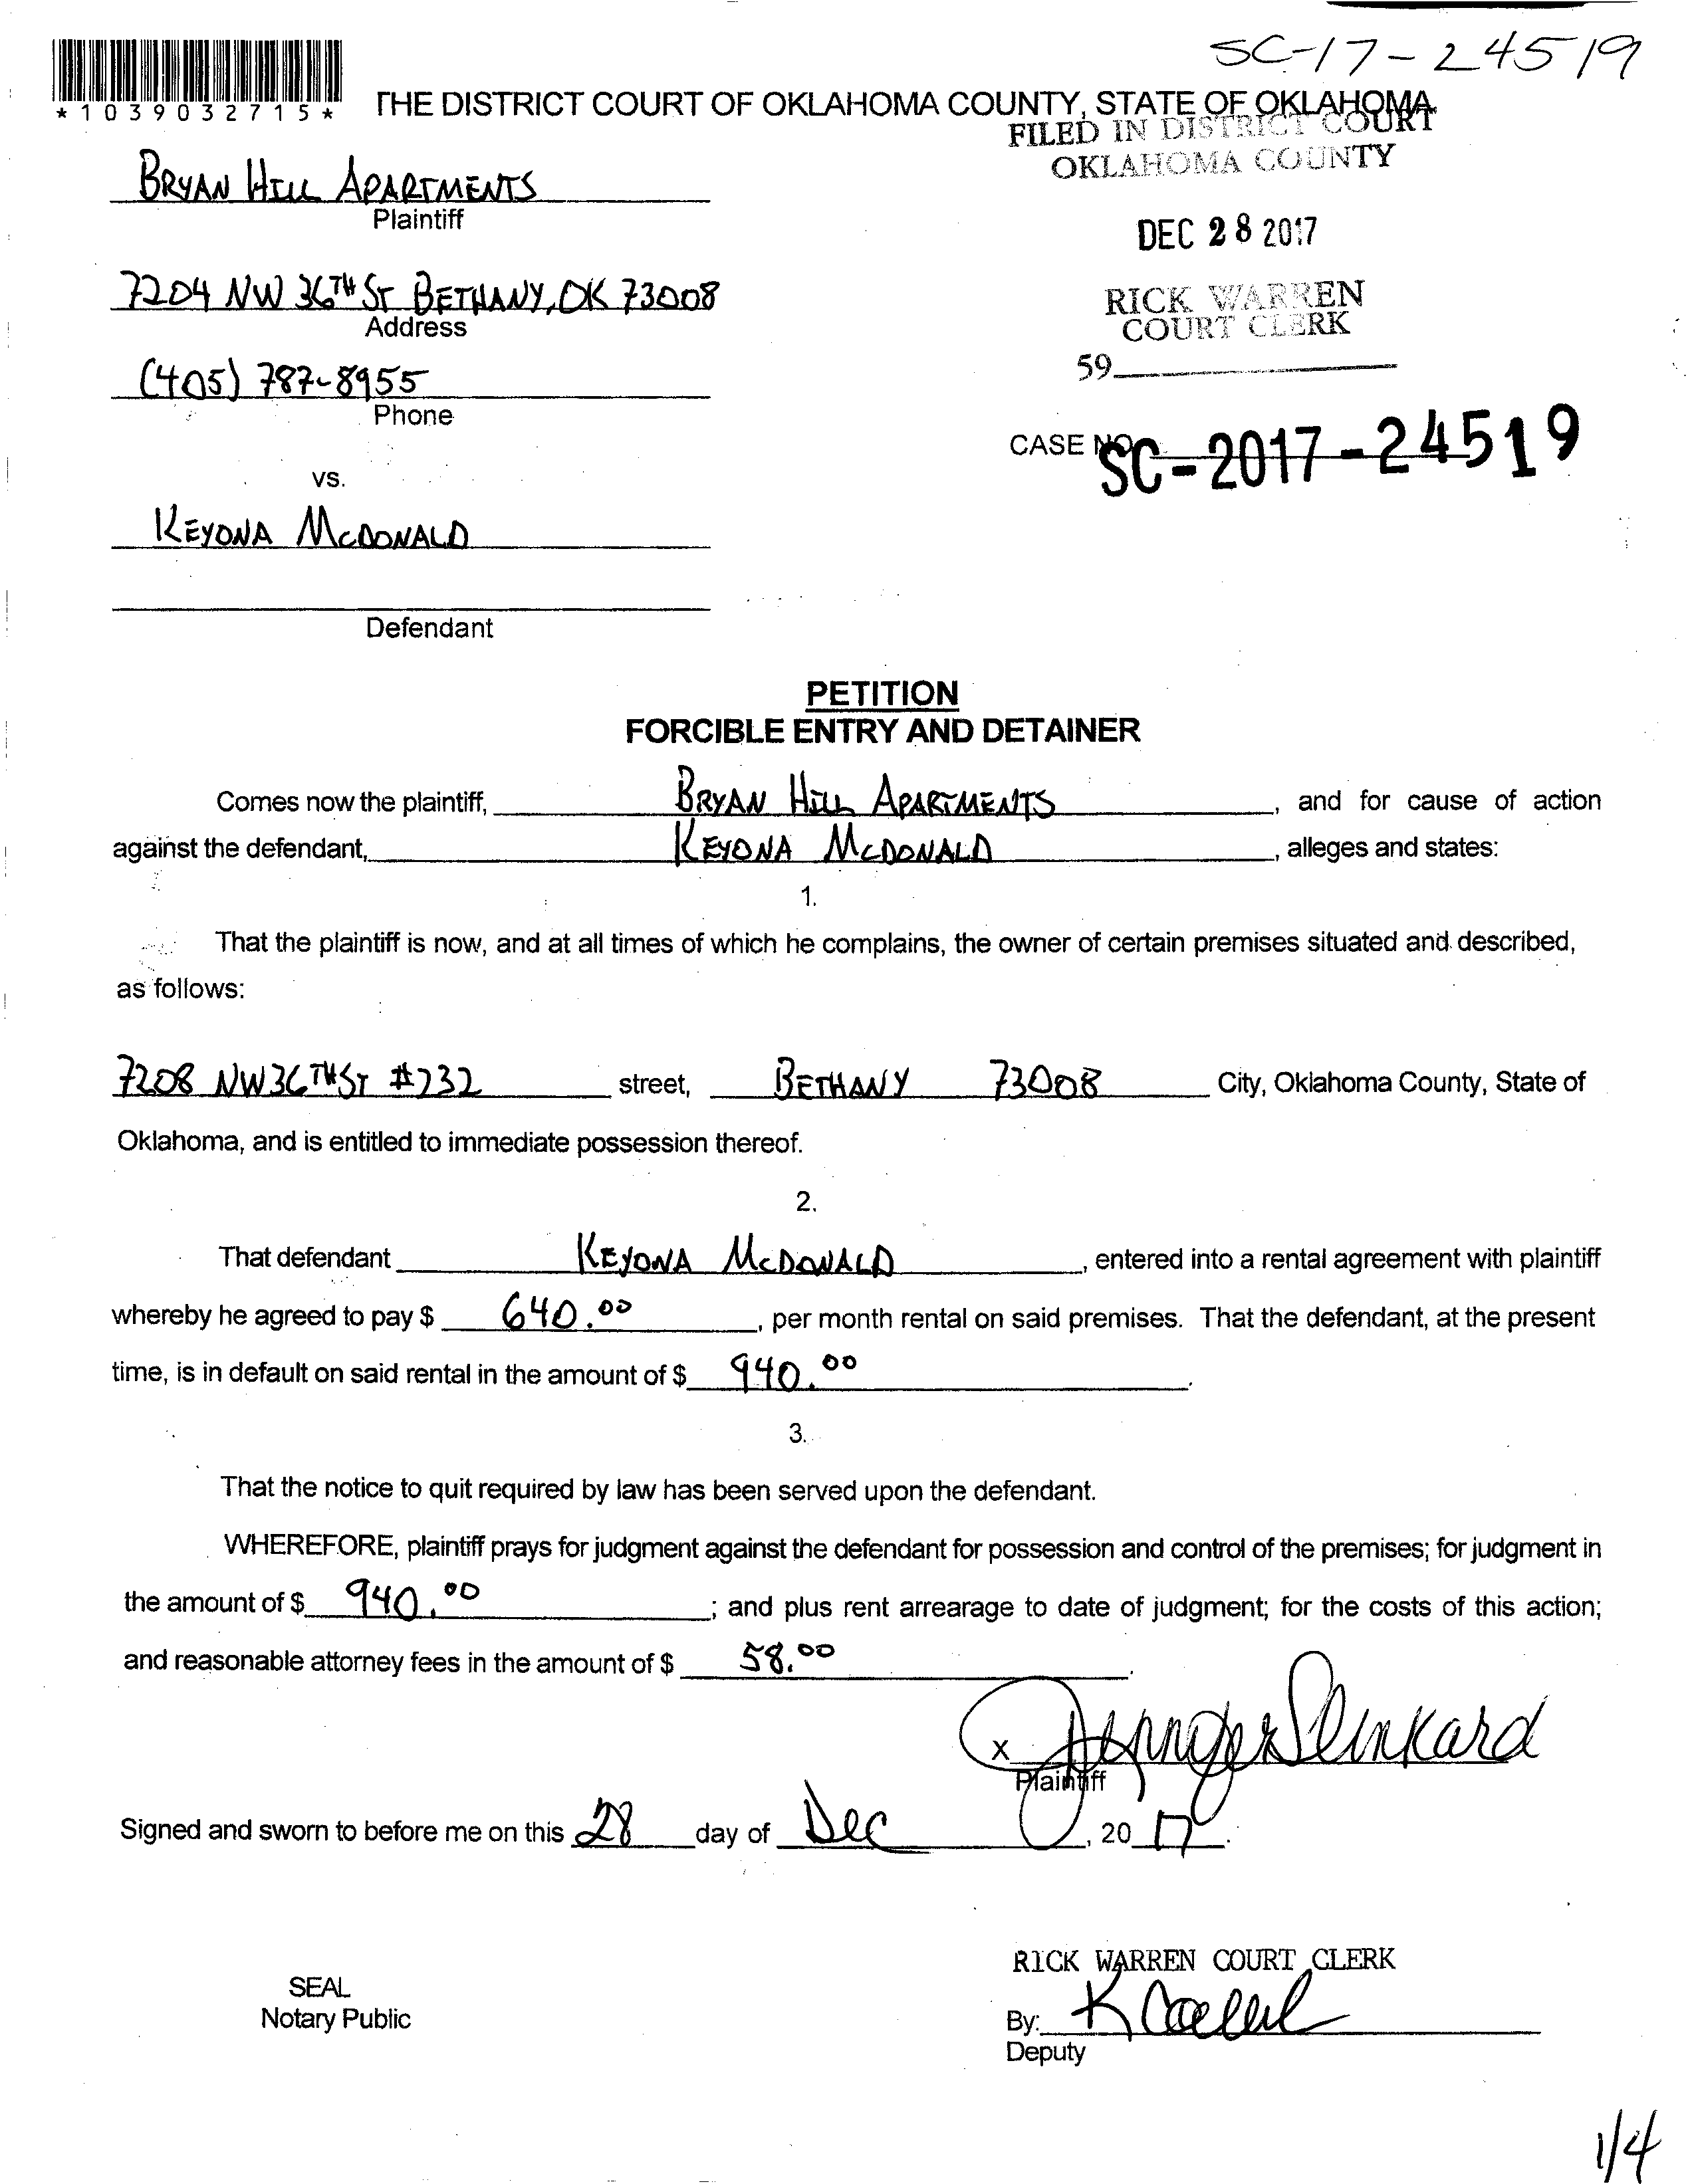 SC-17-24519
*1039032715*
THE DISTRICT COURT OF OKLAHOMA COUNTY, STATE OF OKLAHOMA
FILED IN DISTRICT COURT
OKLAHOMA COUNTY
BRYAN HILL APARTMENTS
Plaintiff
DEC 28 2017
7204 NW 36TH ST BETHANY, OK 73008
Address
RICK WARREN
COURT CLERK
59
(405) 787-8955
Phone
CASE NO. SC-2017-24519
vs.
KEYONA MCDONALD
Defendant
PETITION
FORCIBLE ENTRY AND DETAINER
Comes now the plaintiff, BRYAN HILL APARTMENTS, and for cause of action
against the defendant, KEYONA MCDONALD, alleges and states:
1.
That the plaintiff is now, and at all times of which he complains, the owner of certain premises situated and described,
as follows:
7208 NW 36TH ST #232 street, BETHANY 73008 City, Oklahoma County, State of
Oklahoma, and is entitled to immediate possession thereof.
2.
That defendant KEYONA MCDONALD, entered into a rental agreement with plaintiff
whereby he agreed to pay $ 640.00, per month rental on said premises. That the defendant, at the present
time, is in default on said rental in the amount of $ 940.00.
3.
That the notice to quit required by law has been served upon the defendant.
WHEREFORE, plaintiff prays for judgment against the defendant for possession and control of the premises; for judgment in
the amount of $ 940.00; and plus rent arrearage to date of judgment; for the costs of this action;
and reasonable attorney fees in the amount of $ 58.00.
X Jennifer Slinkard
Plaintiff
Signed and sworn to before me on this 28 day of Dec, 2017.
RICK WARREN COURT CLERK
SEAL
Notary Public
By: K
Deputy
1/4